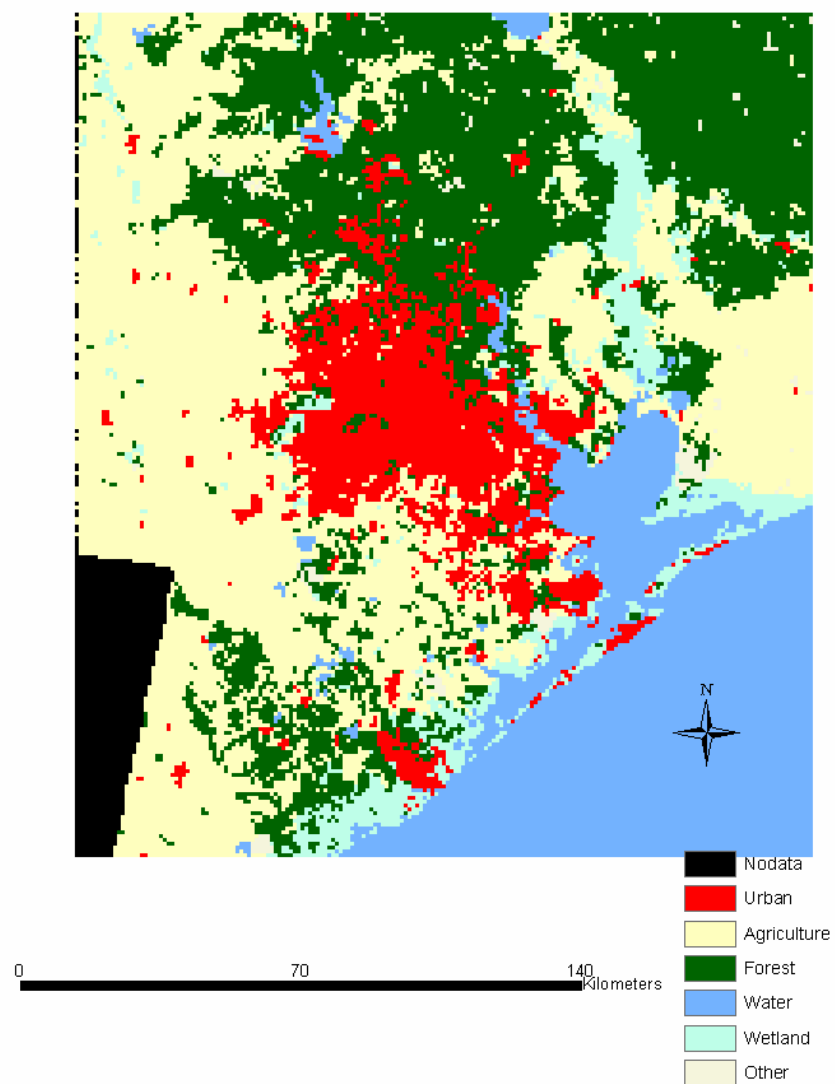 N
Nodata
Urban
Agriculture
Forest
Water
Wetland
Other
0 70 140
Kilometers